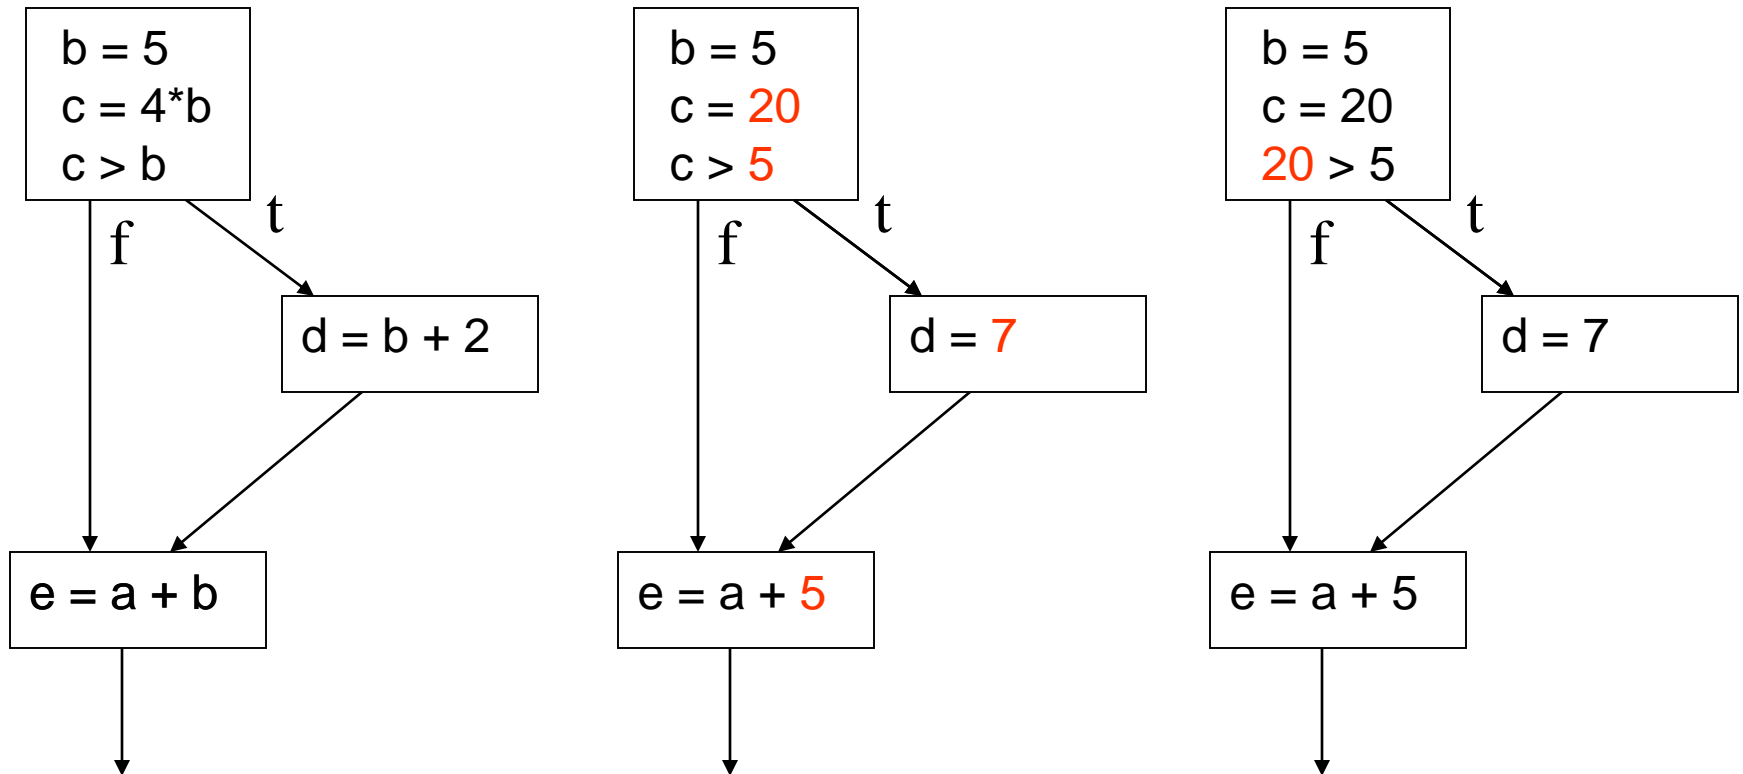 b = 5
c = 4*b
c > b
t
f
d = b + 2
e = a + b
b = 5
c = 20
c > 5
t
f
d = 7
e = a + 5
b = 5
c = 20
20 > 5
t
f
d = 7
e = a + 5